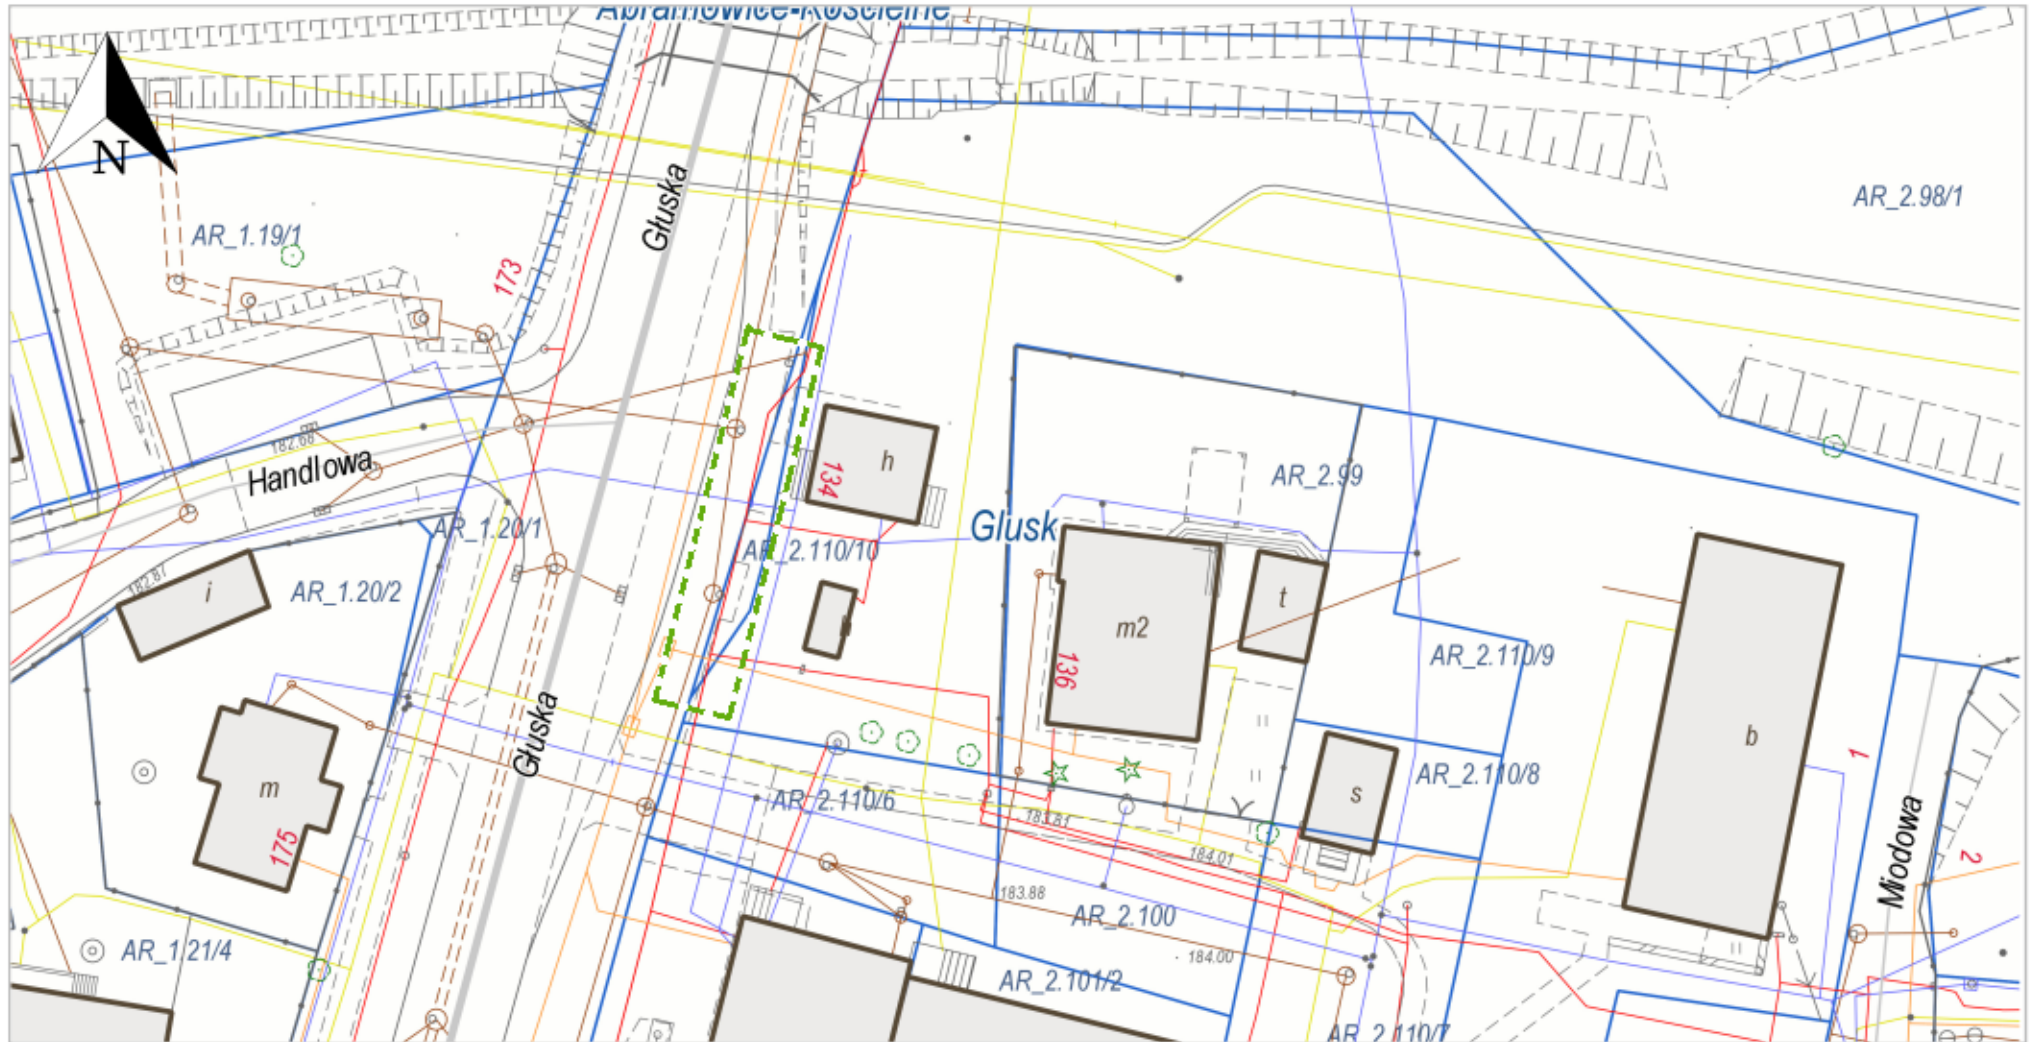 Abramowice-Kościelne
N
AR_1.19/1
173
Głuska
AR_2.98/1
182.68
Handlowa
h
134
AR_2.99
AR_1.20/1
Glusk
AR_2.110/10
182.87
i
AR_1.20/2
t
m2
136
AR_2.110/9
Głuska
b
1
m
175
AR_2.110/6
s
AR_2.110/8
183.81
184.01
Miodowa
2
183.88
AR_2.100
AR_1.21/4
184.00
AR_2.101/2
AR_2.110/7